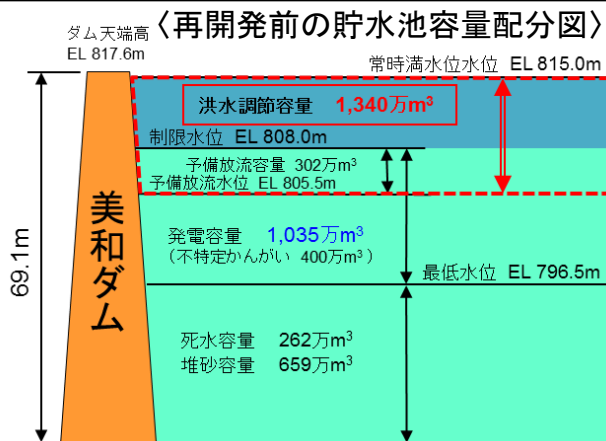 〈再開発前の貯水池容量配分図〉
ダム天端高
EL 817.6m
常時満水位水位 EL 815.0m
洪水調節容量 1,340万m³
制限水位 EL 808.0m
予備放流容量 302万m³
予備放流水位 EL 805.5m
美和ダム
69.1m
発電容量 1,035万m³
(不特定かんがい 400万m³)
最低水位 EL 796.5m
死水容量 262万m³
堆砂容量 659万m³